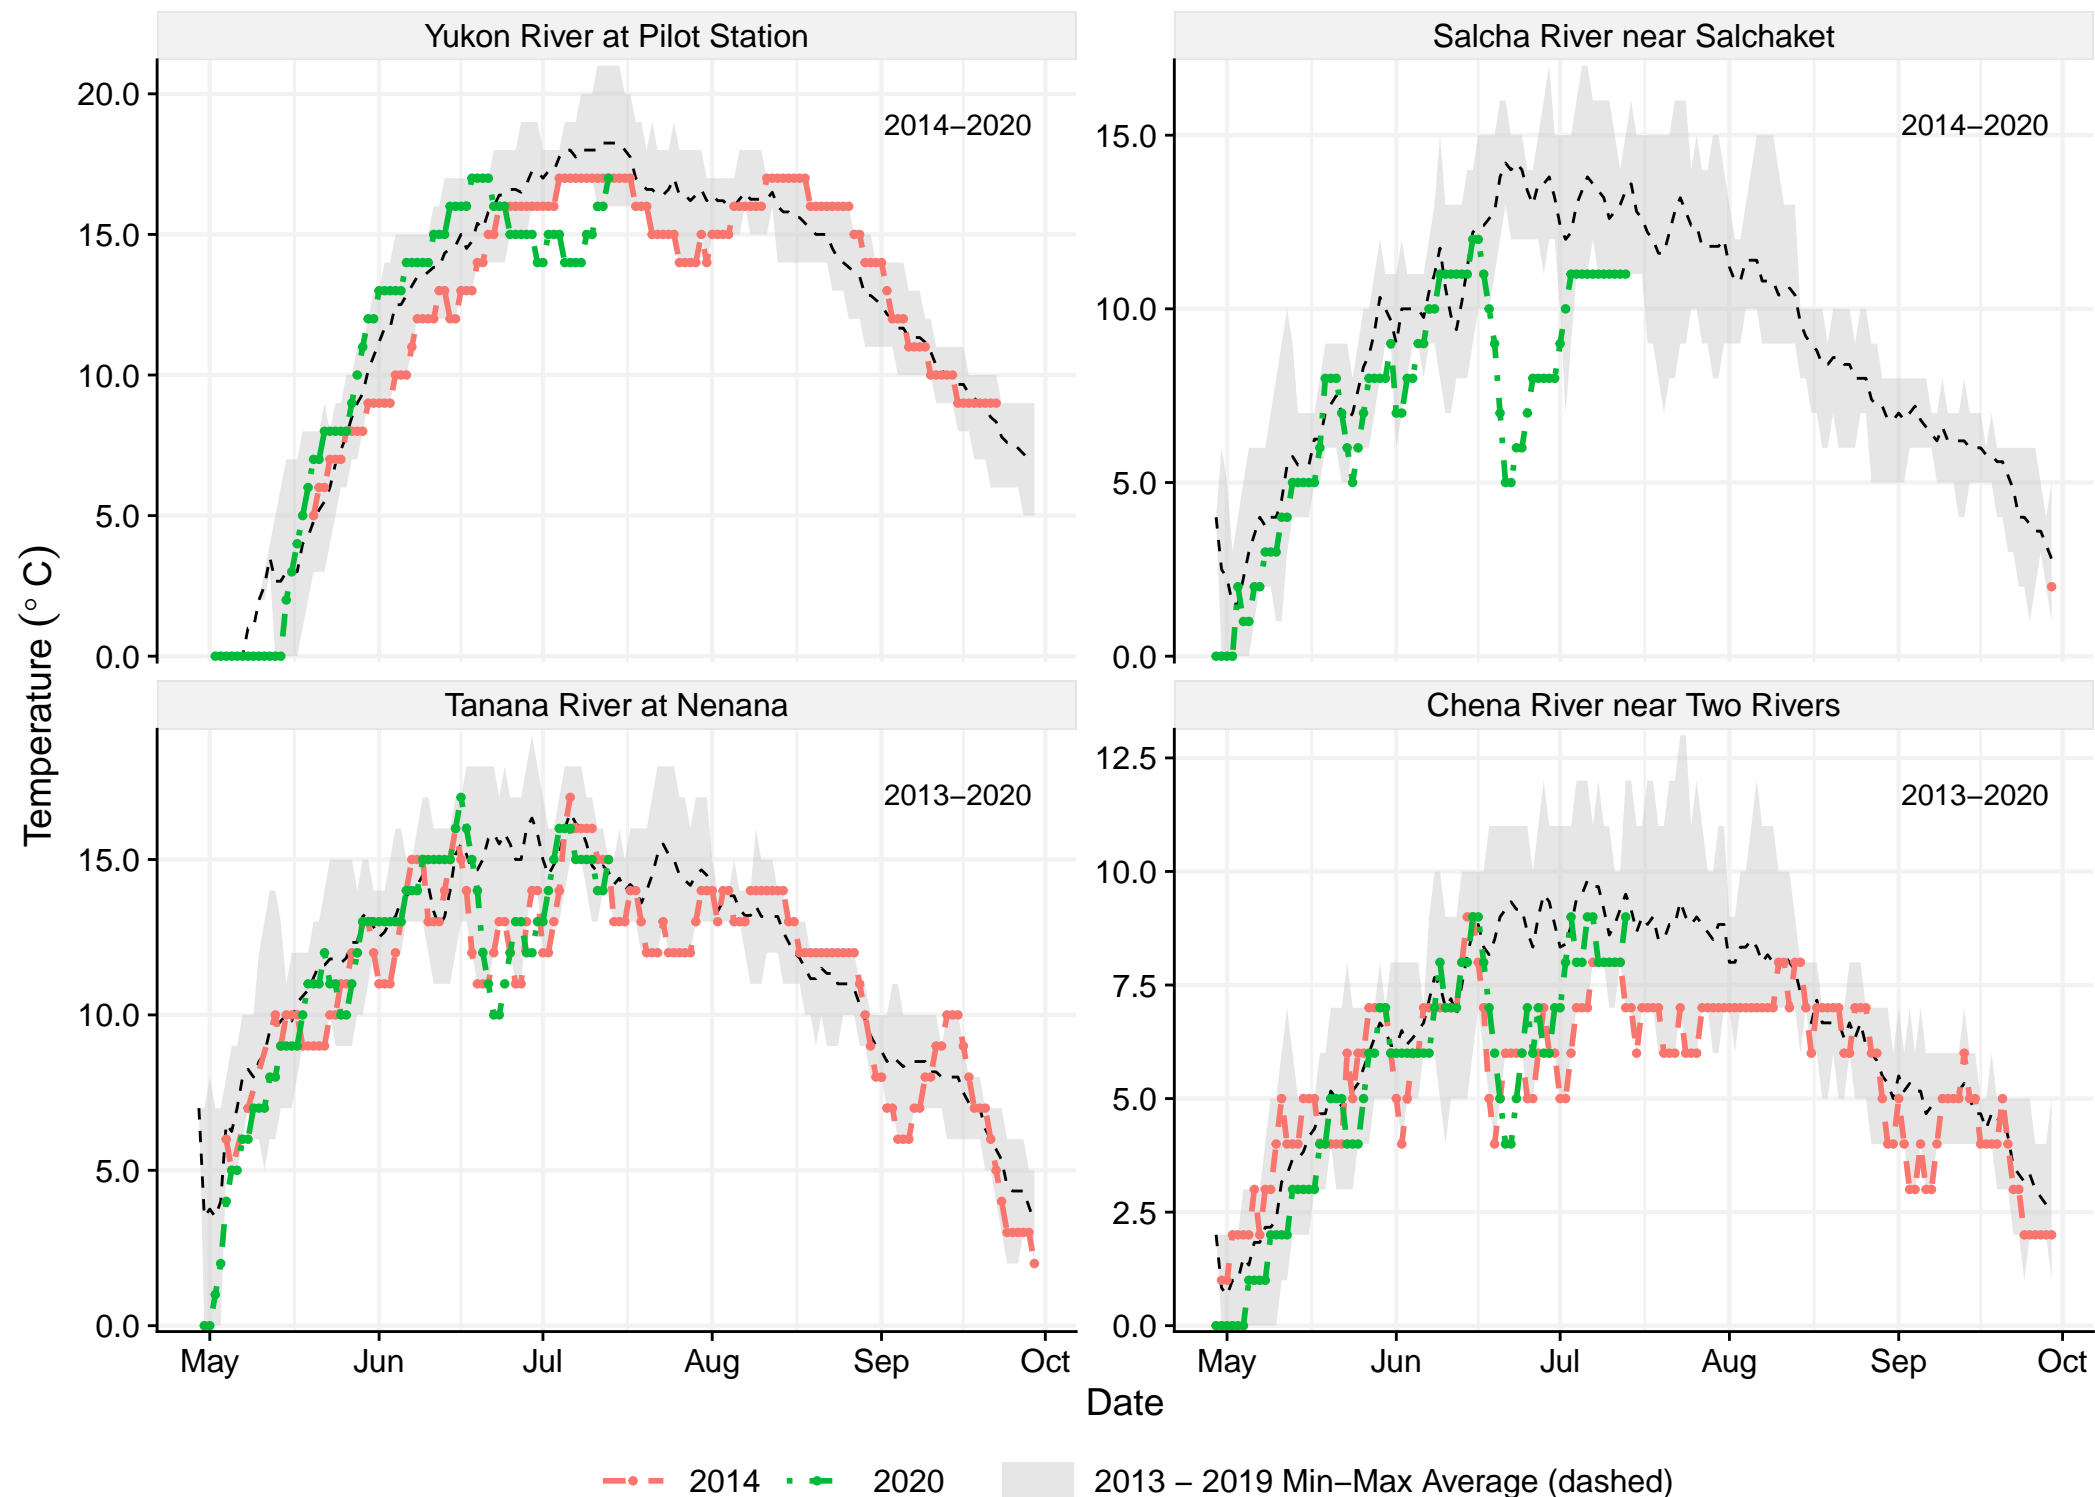 Yukon River at Pilot Station
Salcha River near Salchaket
20.0
15.0
10.0
5.0
0.0
2014–2020
15.0
10.0
5.0
0.0
2014–2020
Temperature (° C)
Tanana River at Nenana
Chena River near Two Rivers
15.0
10.0
5.0
0.0
2013–2020
12.5
10.0
7.5
5.0
2.5
0.0
2013–2020
May Jun Jul Aug Sep Oct
May Jun Jul Aug Sep Oct
Date
2014 2020 2013 – 2019 Min–Max Average (dashed)